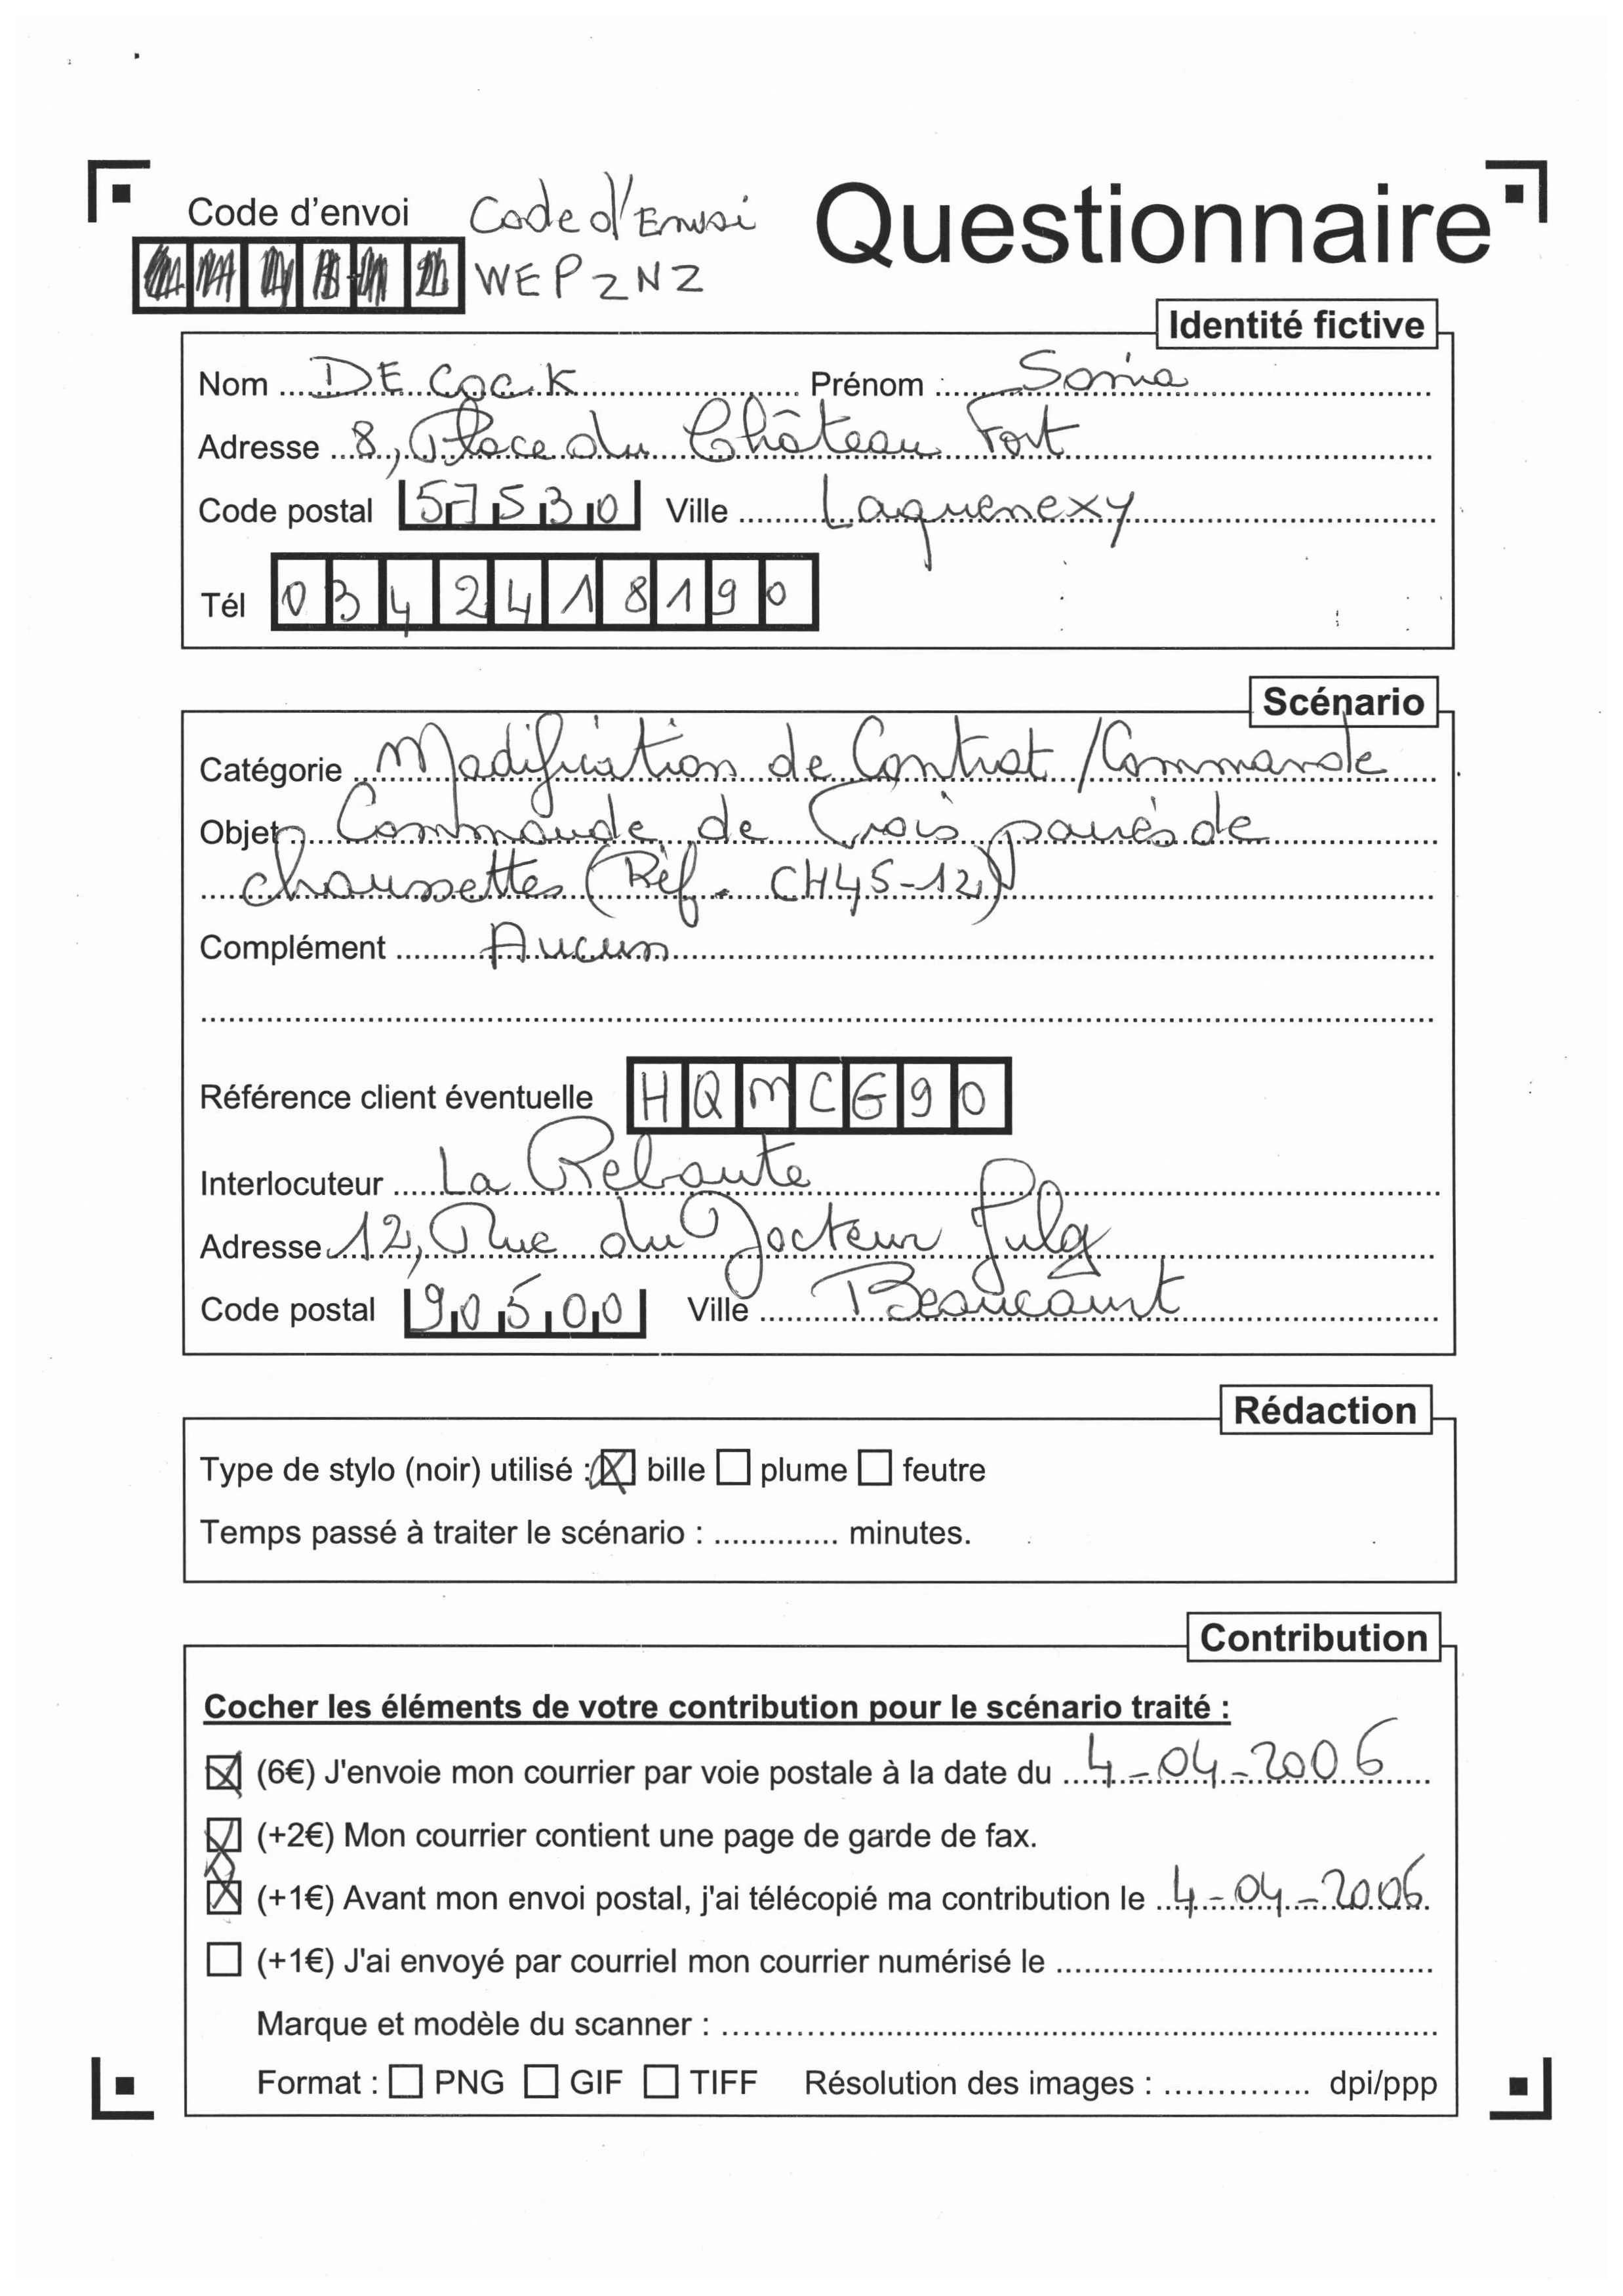 Code d'envoi Code d'Envoi Questionnaire
WEPZNZ
Identité fictive
Nom DE COCK Prénom : Sonia
Adresse 8, Place du Château Fort
Code postal 57530 Ville Laquenexy
Tél 0342418190
Scénario
Catégorie Modification de Contrat / Commande
Objet Commande de Trois paires de
chaussettes (Réf. CH45-12)
Complément Aucun
Référence client éventuelle HQMCG90
Interlocuteur La Reboute
Adresse 12, Rue du Docteur
Code postal 90500 Ville Beaucourt
Rédaction
Type de stylo (noir) utilisé : bille plume feutre
Temps passé à traiter le scénario : .............. minutes.
Contribution
Cocher les éléments de votre contribution pour le scénario traité :
(6€) J'envoie mon courrier par voie postale à la date du 4-04-2006
(+2€) Mon courrier contient une page de garde de fax.
(+1€) Avant mon envoi postal, j'ai télécopié ma contribution le 4-04-2006
(+1€) J'ai envoyé par courriel mon courrier numérisé le
Marque et modèle du scanner :
Format : PNG GIF TIFF Résolution des images : .............. dpi/ppp